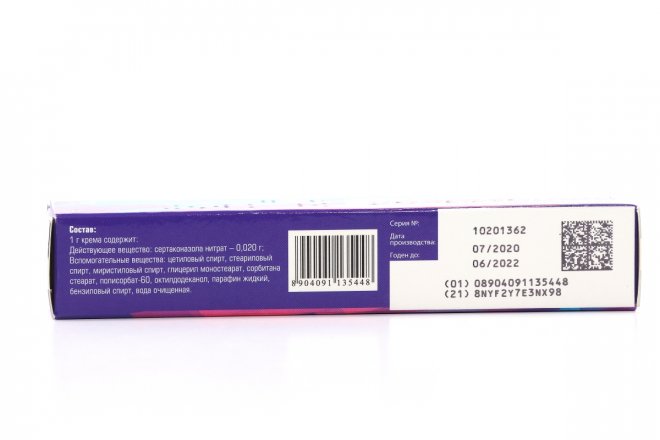 Состав:
1 г крема содержит:
Действующее вещество: сертаконазола нитрат – 0,020 г;
Вспомогательные вещества: цетиловый спирт, стеариловый
спирт, миристиловый спирт, глицерил моностеарат, сорбитана
стеарат, полисорбат-60, октилдодеканол, парафин жидкий,
бензиловый спирт, вода очищенная.
8904091 135448
Серия №:
Дата
производства:
Годен до:
10201362
07/2020
06/2022
(01) 08904091135448
(21) 8NYF2Y7E3NX98